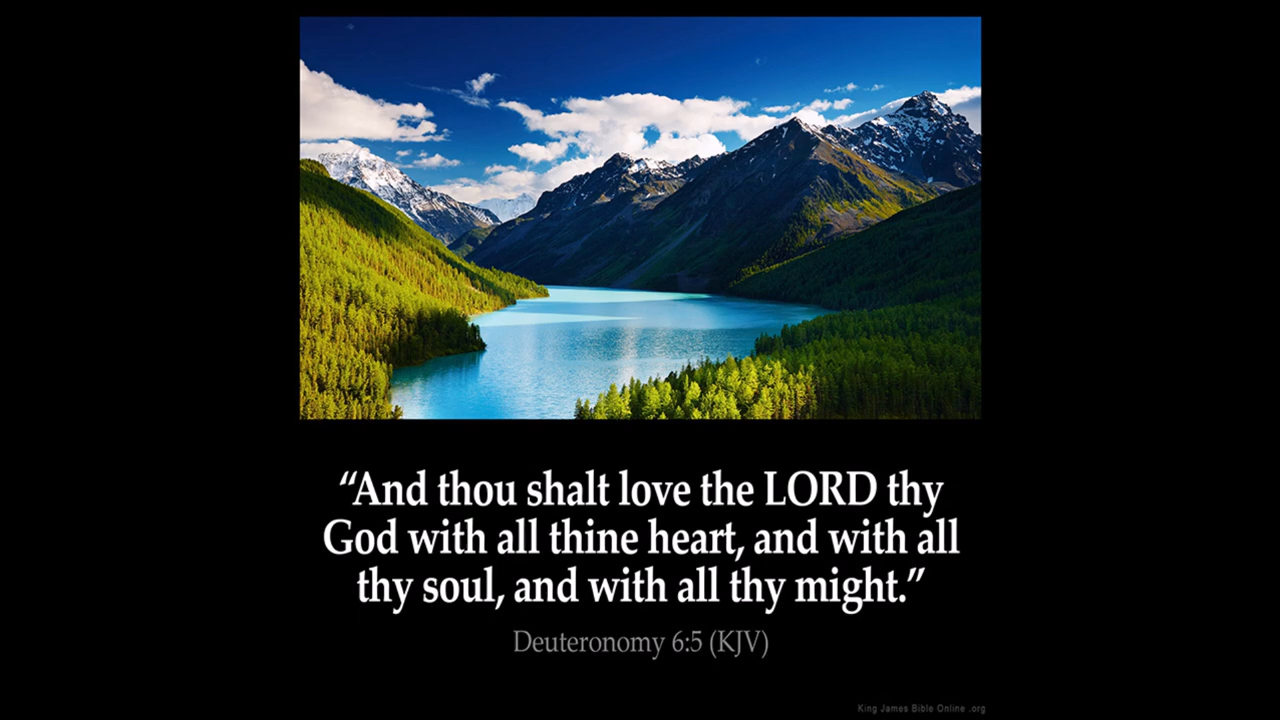 “And thou shalt love the LORD thy
God with all thine heart, and with all
thy soul, and with all thy might.”
Deuteronomy 6:5 (KJV)
King James Bible Online .org